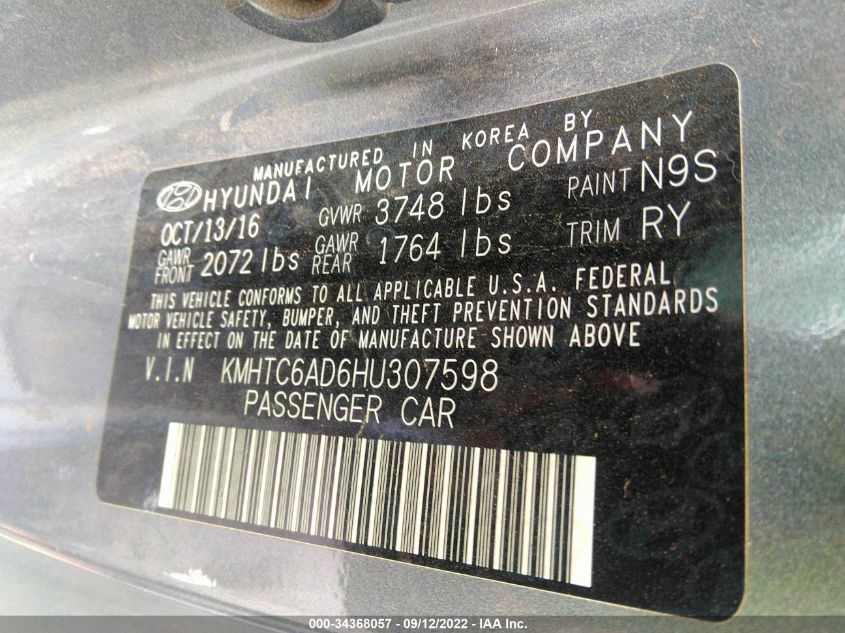 MANUFACTURED IN KOREA BY
HYUNDAI MOTOR COMPANY
OCT/13/16 GVWR 3748 lbs PAINT N9S
GAWR FRONT 2072 lbs GAWR REAR 1764 lbs TRIM RY
THIS VEHICLE CONFORMS TO ALL APPLICABLE U.S.A. FEDERAL
MOTOR VEHICLE SAFETY, BUMPER, AND THEFT PREVENTION STANDARDS
IN EFFECT ON THE DATE OF MANUFACTURE SHOWN ABOVE
V.I.N KMHTC6AD6HU307598
PASSENGER CAR
000-34368057 - 09/12/2022 - IAA Inc.